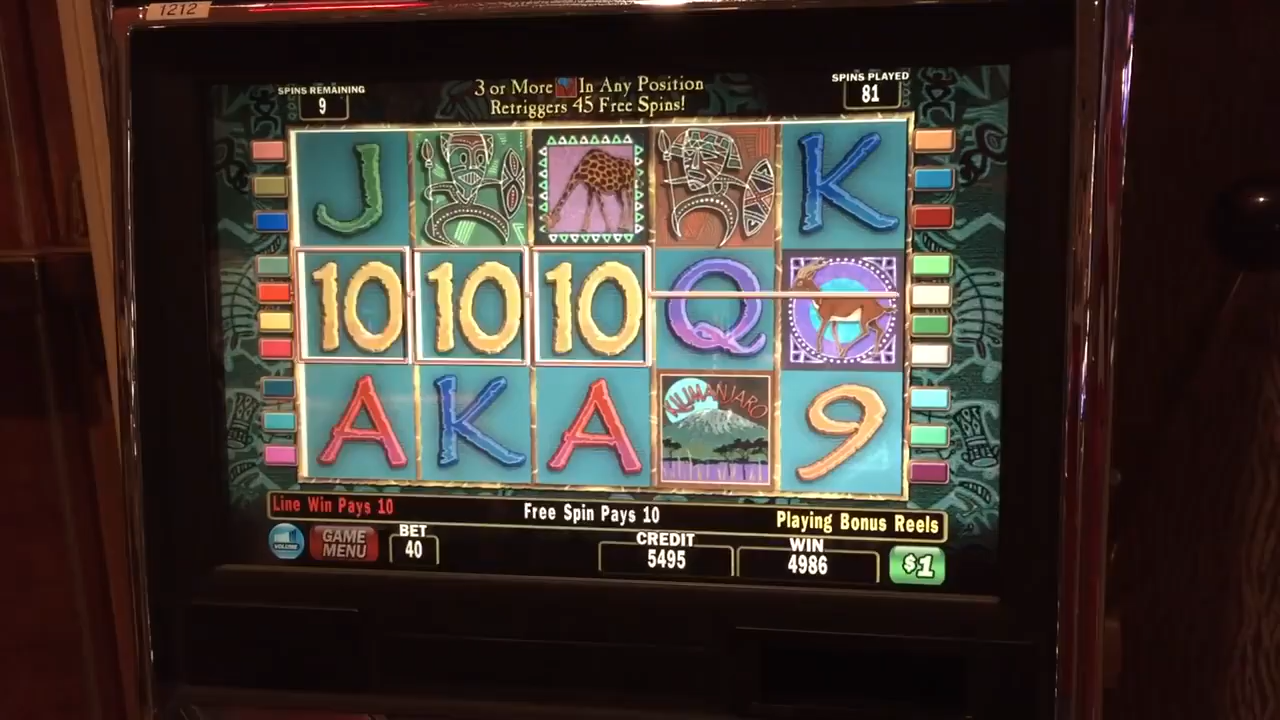 1212
SPINS REMAINING
9
3 or More In Any Position
Retriggers 45 Free Spins!
SPINS PLAYED
81
J
K
10 10 10 Q
A K A KILIMANJARO 9
Line Win Pays 10
Free Spin Pays 10
Playing Bonus Reels
VOLUME
GAME MENU
BET
40
CREDIT
5495
WIN
4986
$1